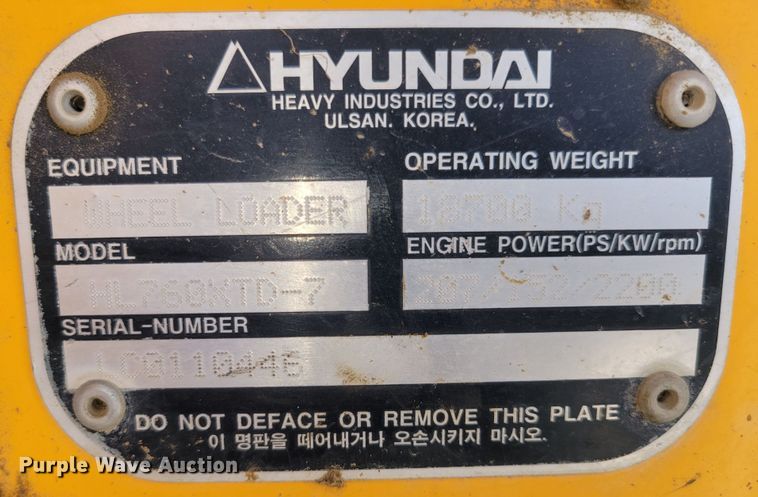 HYUNDAI
HEAVY INDUSTRIES CO., LTD.
ULSAN. KOREA.
EQUIPMENT
WHEEL LOADER
OPERATING WEIGHT
18700 Kg
MODEL
HL760XTD-7
ENGINE POWER(PS/KW/rpm)
207/152/2200
SERIAL-NUMBER
LC0110446
DO NOT DEFACE OR REMOVE THIS PLATE
이 명판을 떼어내거나 오손시키지 마시오.
Purple Wave Auction